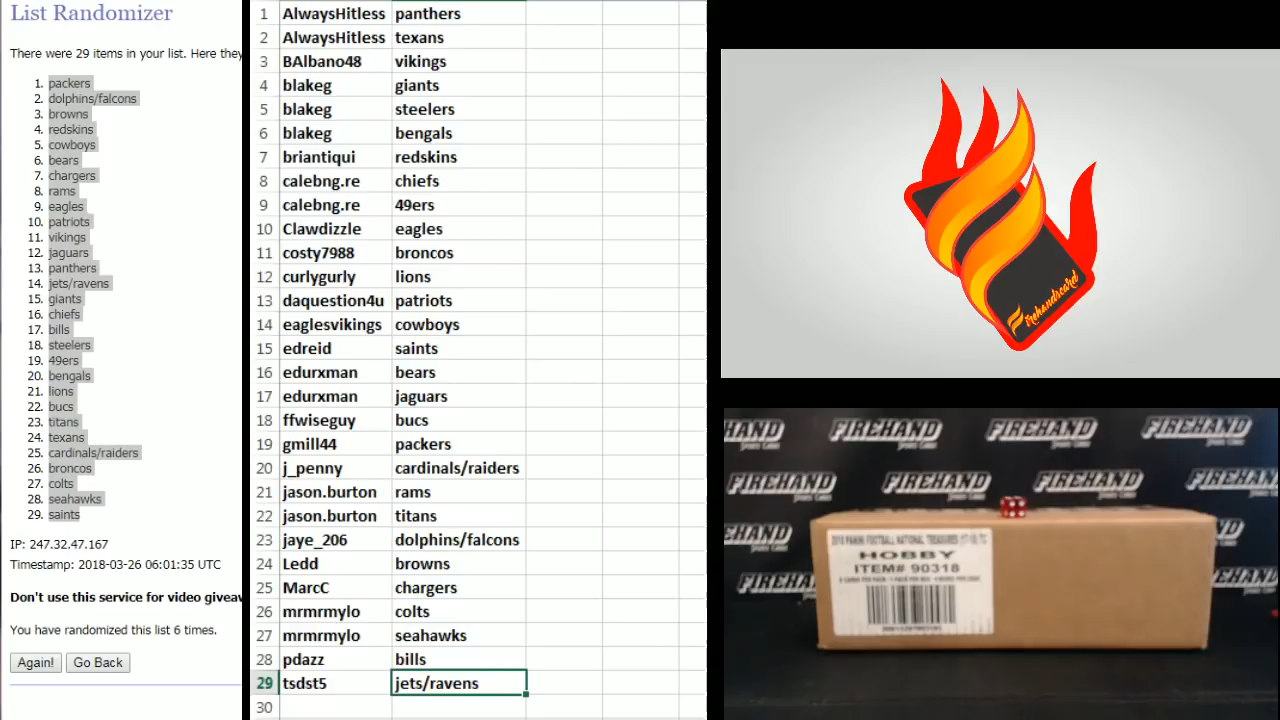 List Randomizer
There were 29 items in your list. Here they
1. packers
2. dolphins/falcons
3. browns
4. redskins
5. cowboys
6. bears
7. chargers
8. rams
9. eagles
10. patriots
11. vikings
12. jaguars
13. panthers
14. jets/ravens
15. giants
16. chiefs
17. bills
18. steelers
19. 49ers
20. bengals
21. lions
22. bucs
23. titans
24. texans
25. cardinals/raiders
26. broncos
27. colts
28. seahawks
29. saints
IP: 247.32.47.167
Timestamp: 2018-03-26 06:01:35 UTC
Don't use this service for video giveaw
You have randomized this list 6 times.
Again! Go Back
1 AlwaysHitless panthers
2 AlwaysHitless texans
3 BAlbano48 vikings
4 blakeg giants
5 blakeg steelers
6 blakeg bengals
7 briantiqui redskins
8 calebng.re chiefs
9 calebng.re 49ers
10 Clawdizzle eagles
11 costy7988 broncos
12 curlygurly lions
13 daquestion4u patriots
14 eaglesvikings cowboys
15 edreid saints
16 edurxman bears
17 edurxman jaguars
18 ffwiseguy bucs
19 gmill44 packers
20 j_penny cardinals/raiders
21 jason.burton rams
22 jason.burton titans
23 jaye_206 dolphins/falcons
24 Ledd browns
25 MarcC chargers
26 mrmrmylo colts
27 mrmrmylo seahawks
28 pdazz bills
29 tsdst5 jets/ravens
30
Firehandscard
HAND FIREHAND FIREHAND FIREHAND
FIREHAND FIREHAND FIREHAND FIREHAND
HOBBY
ITEM# 90318